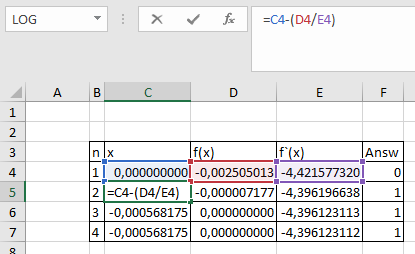 LOG
fx
=C4-(D4/E4)
A B C D E F
1
2
3 n x f(x) f`(x) Answ
4 1 0,000000000 -0,002505013 -4,421577320 0
5 2 =C4-(D4/E4) -0,000007177 -4,396196638 1
6 3 -0,000568175 0,000000000 -4,396123113 1
7 4 -0,000568175 0,000000000 -4,396123112 1
8